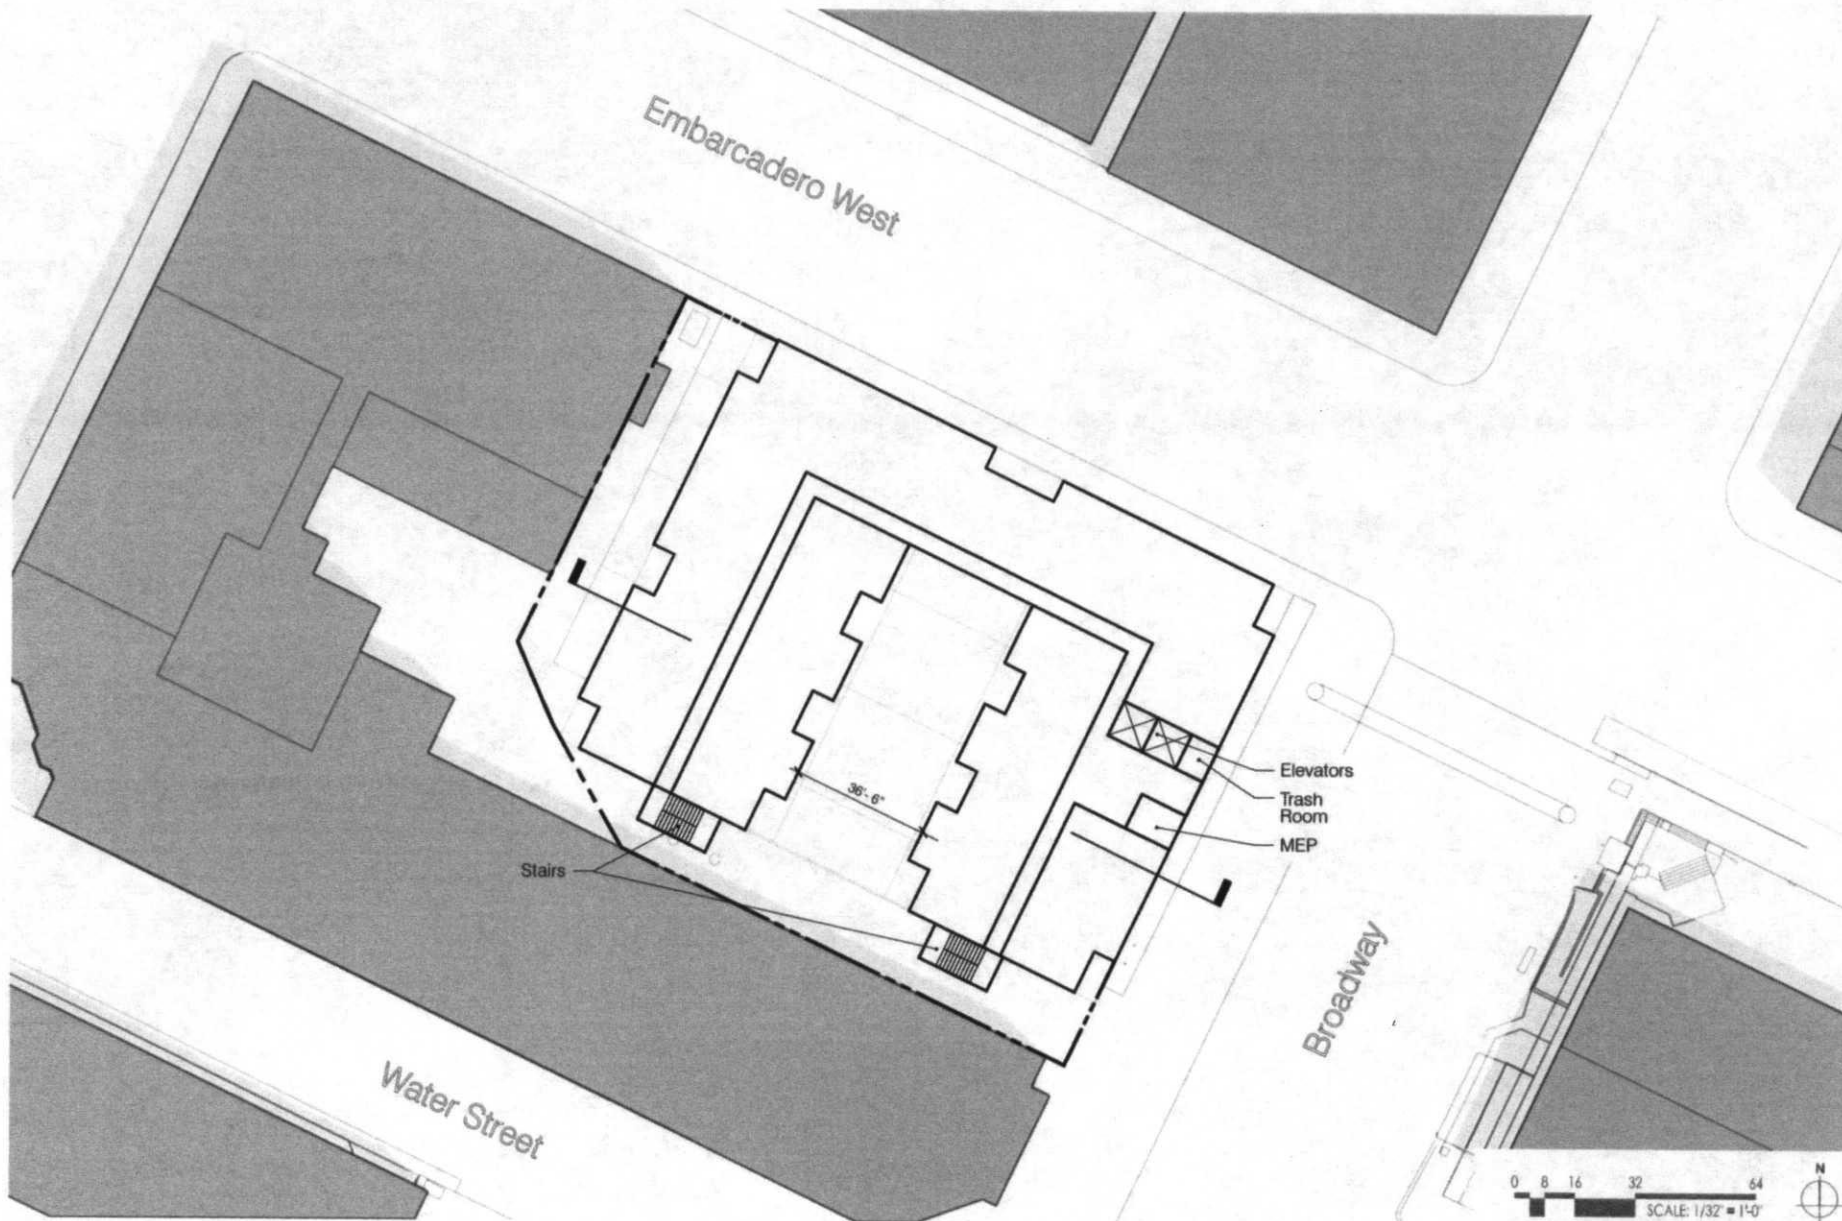 Embarcadero West
Elevators
Trash
Room
MEP
36'- 6"
Stairs
Broadway
Water Street
N
0 8 16 32 64
SCALE: 1/32" = 1'-0"